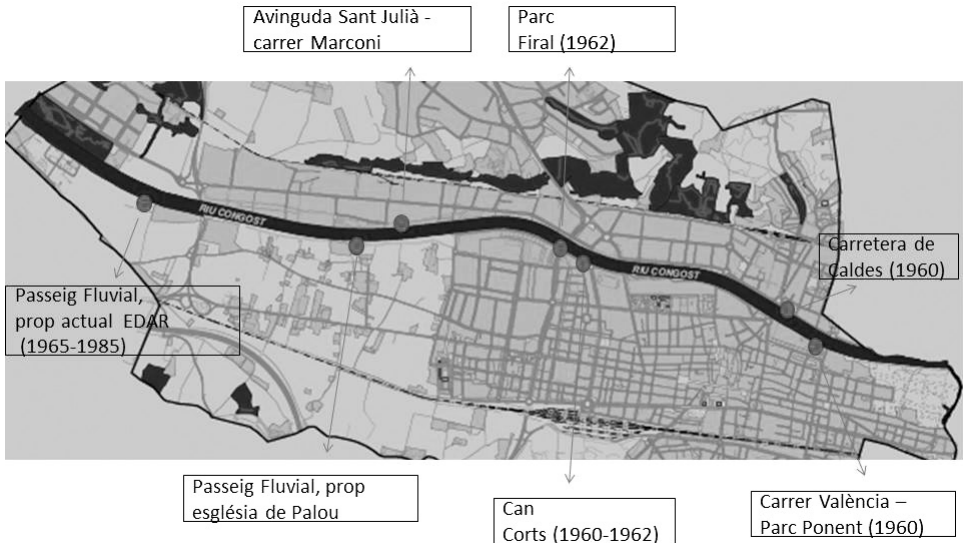 Avinguda Sant Julià -
carrer Marconi
Parc
Firal (1962)
RIU CONGOST
RIU CONGOST
Carretera de
Caldes (1960)
Passeig Fluvial,
prop actual EDAR
(1965-1985)
Passeig Fluvial, prop
església de Palou
Can
Corts (1960-1962)
Carrer València –
Parc Ponent (1960)